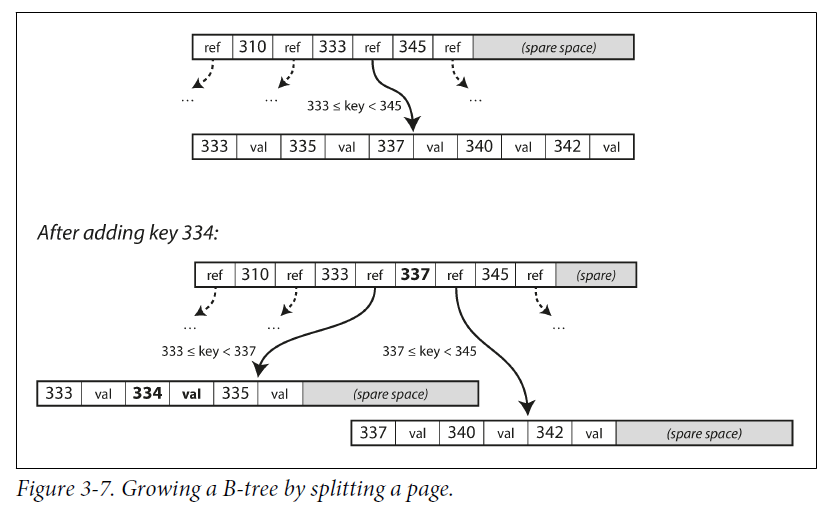 ref 310 ref 333 ref 345 ref (spare space)
... ... ...
333 ≤ key < 345
333 val 335 val 337 val 340 val 342 val
After adding key 334:
ref 310 ref 333 ref 337 ref 345 ref (spare)
... ... ...
333 ≤ key < 337 337 ≤ key < 345
333 val 334 val 335 val (spare space)
337 val 340 val 342 val (spare space)
Figure 3-7. Growing a B-tree by splitting a page.